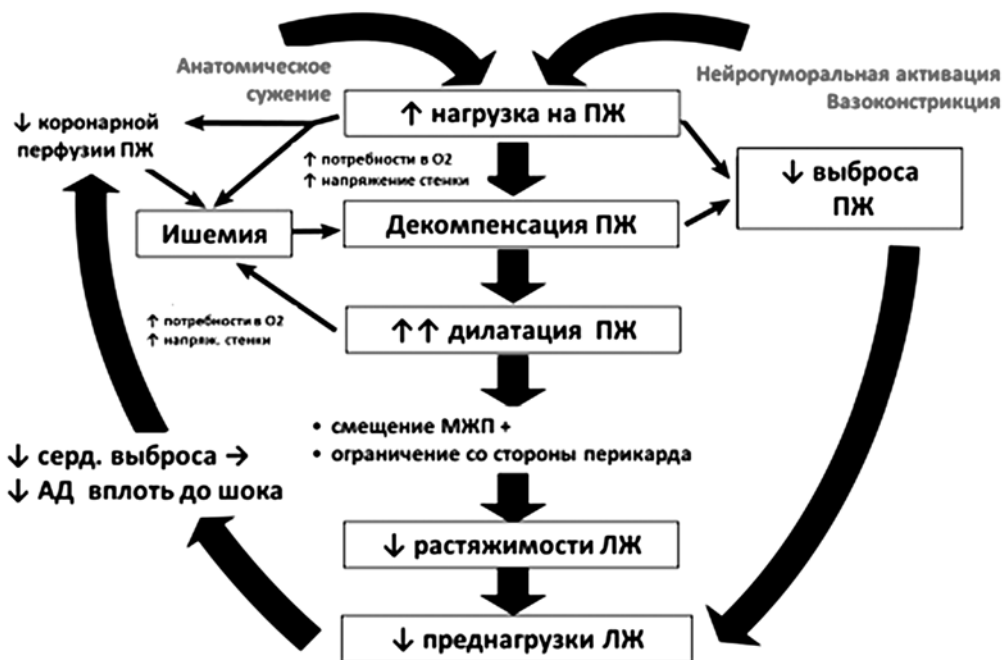 Анатомическое
сужение
Нейрогуморальная активация
Вазоконстрикция
↑ нагрузка на ПЖ
↓ коронарной
перфузии ПЖ
↑ потребности в О2
↑ напряжение стенки
↓ выброса
ПЖ
Ишемия
Декомпенсация ПЖ
↑ потребности в О2
↑ напряж. стенки
↑↑ дилатация ПЖ
• смещение МЖП +
• ограничение со стороны перикарда
↓ серд. выброса →
↓ АД вплоть до шока
↓ растяжимости ЛЖ
↓ преднагрузки ЛЖ